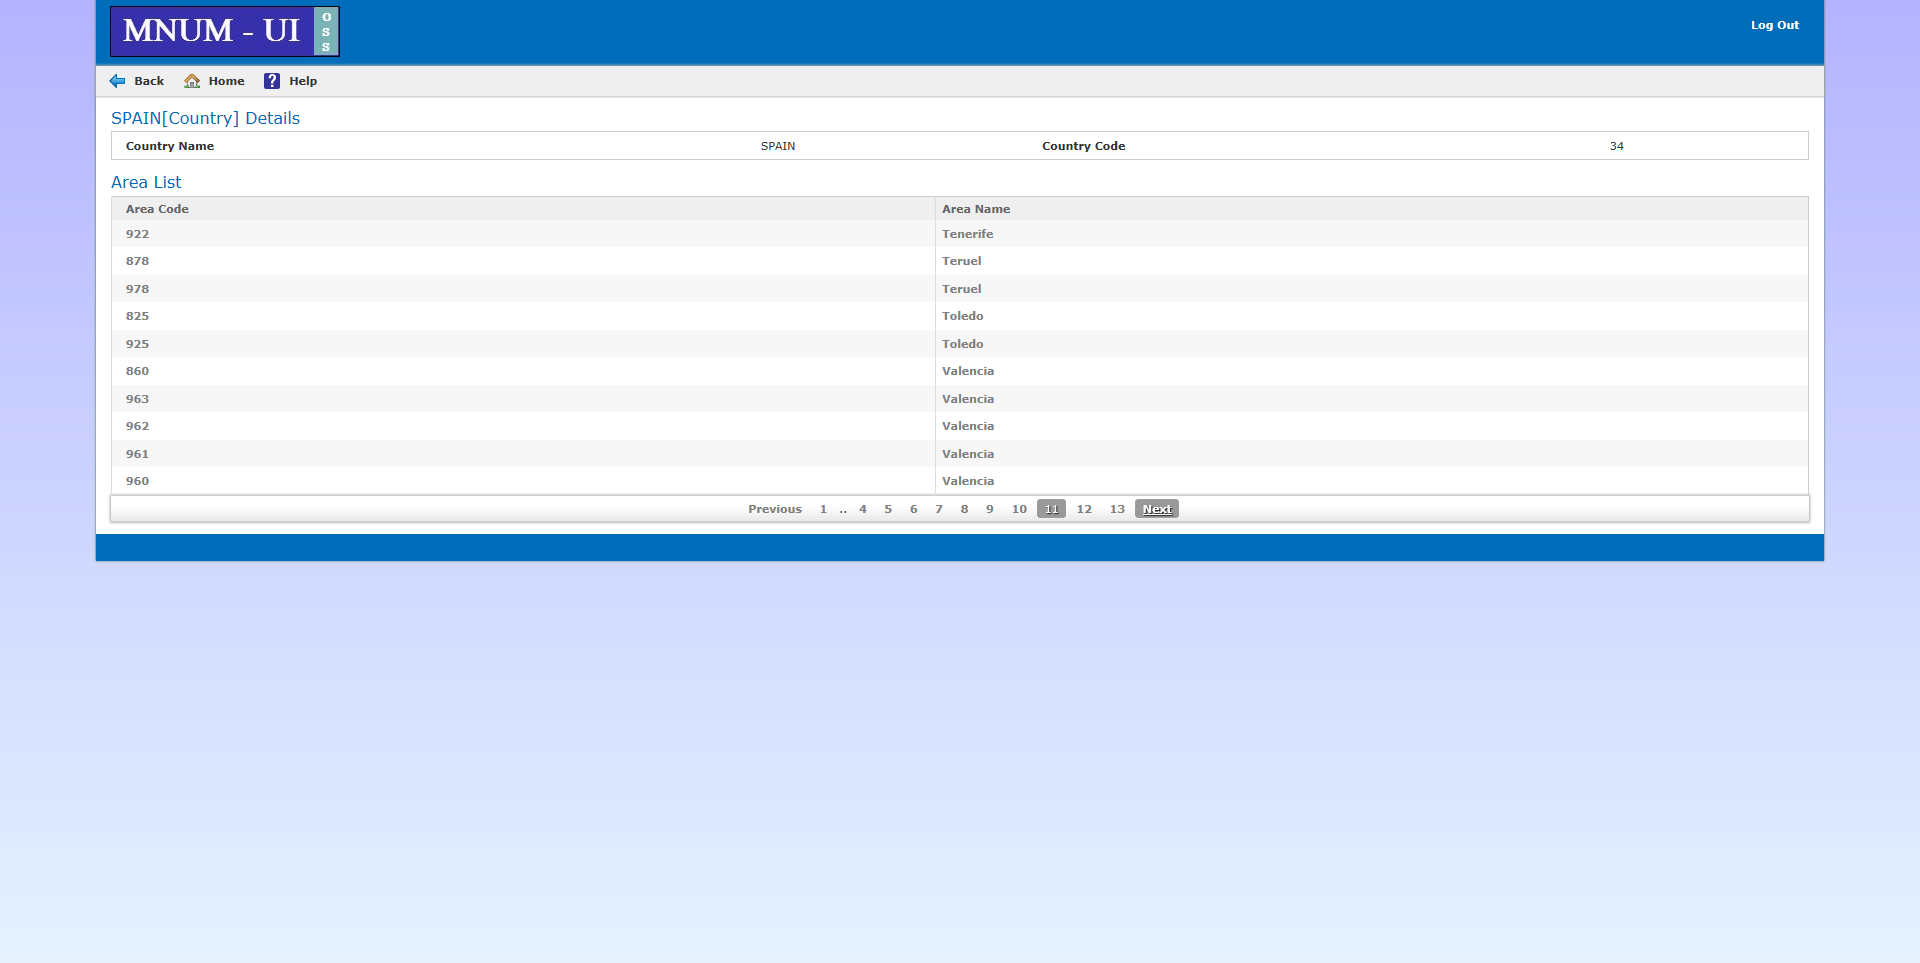 MNUM - UI
OSS
Log Out
Back Home ? Help
SPAIN[Country] Details
Country Name SPAIN Country Code 34
Area List
Area Code Area Name
922 Tenerife
878 Teruel
978 Teruel
825 Toledo
925 Toledo
860 Valencia
963 Valencia
962 Valencia
961 Valencia
960 Valencia
Previous 1 .. 4 5 6 7 8 9 10 11 12 13 Next